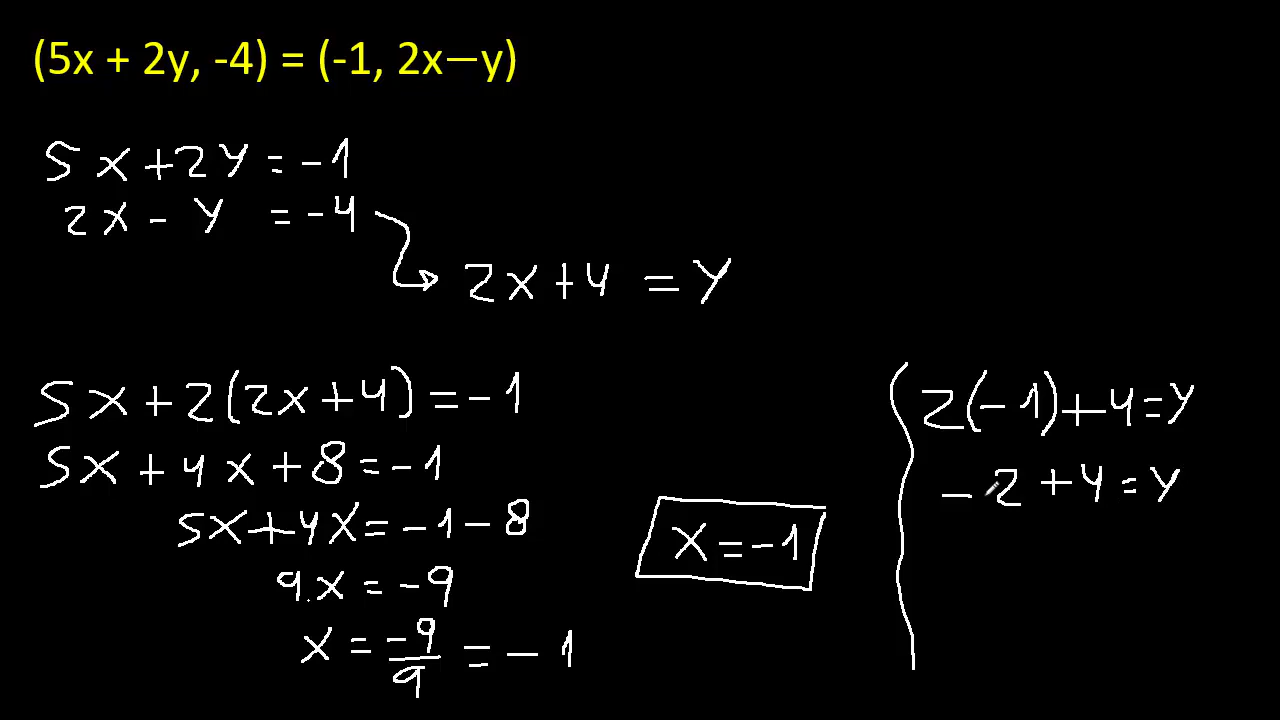 (5x + 2y, -4) = (-1, 2x—y)
5x+2y=-1
2x-y=-4
2x+4=y
5x+2(2x+4)=-1
5x+4x+8=-1
5x+4x=-1-8
9.x=-9
x=-9/9=-1
x=-1
2(-1)+4=y
-2+4=y